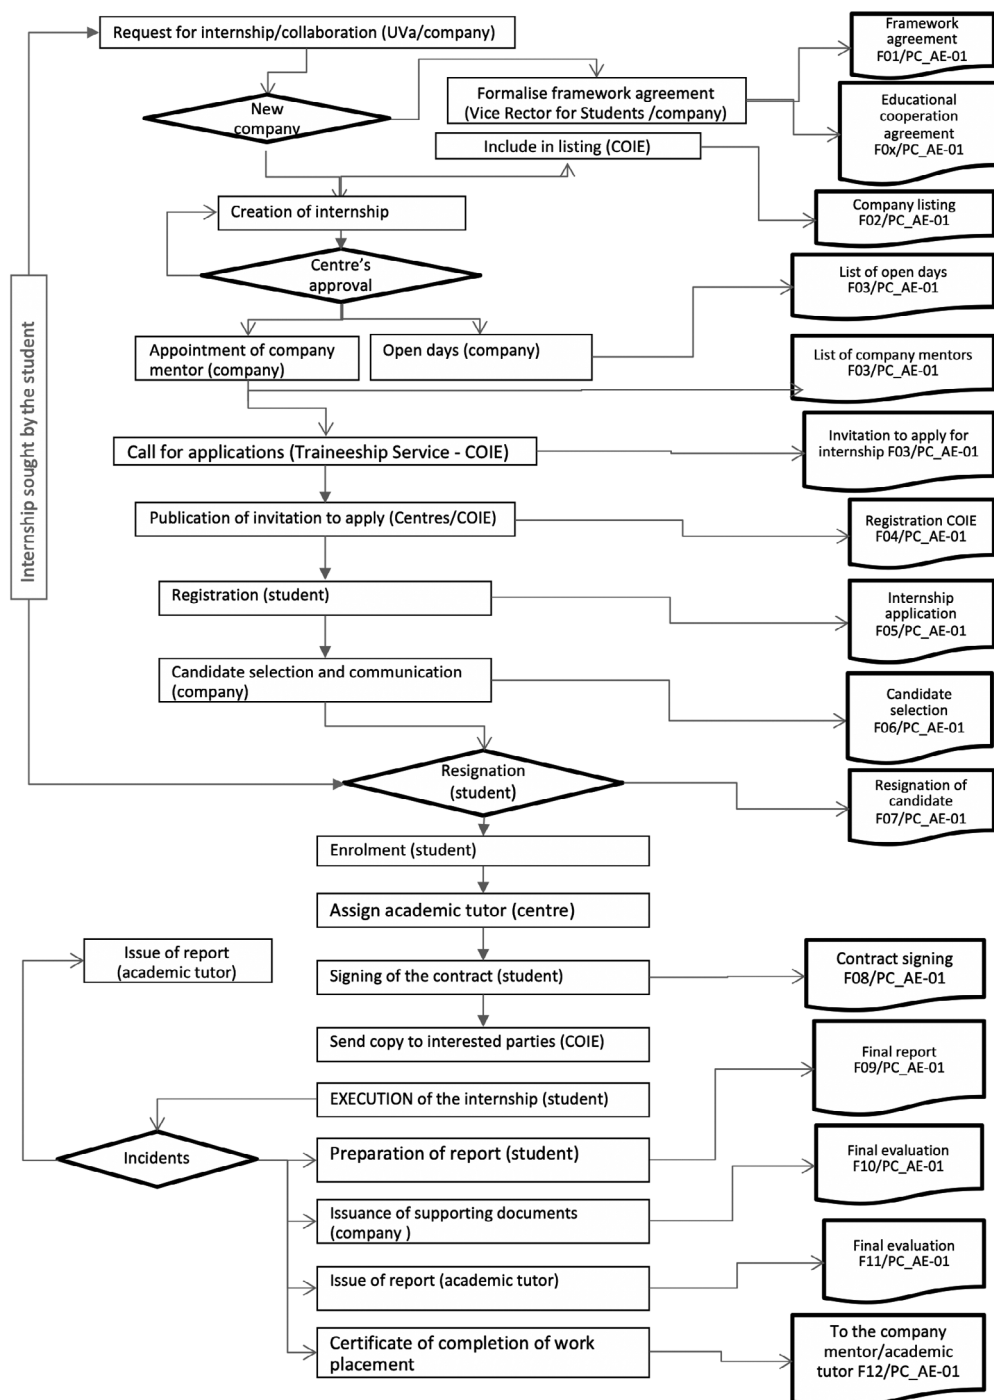 Request for internship/collaboration (UVa/company)
Framework
agreement
F01/PC_AE-01
New
company
Formalise framework agreement
(Vice Rector for Students /company)
Educational
cooperation
agreement
F0x/PC_AE-01
Include in listing (COIE)
Creation of internship
Company listing
F02/PC_AE-01
Centre's
approval
List of open days
F03/PC_AE-01
Internship sought by the student
Appointment of company
mentor (company)
Open days (company)
List of company mentors
F03/PC_AE-01
Call for applications (Traineeship Service - COIE)
Invitation to apply for
internship F03/PC_AE-01
Publication of invitation to apply (Centres/COIE)
Registration COIE
F04/PC_AE-01
Registration (student)
Internship
application
F05/PC_AE-01
Candidate selection and communication
(company)
Candidate
selection
F06/PC_AE-01
Resignation
(student)
Resignation of
candidate
F07/PC_AE-01
Enrolment (student)
Assign academic tutor (centre)
Issue of report
(academic tutor)
Signing of the contract (student)
Contract signing
F08/PC_AE-01
Send copy to interested parties (COIE)
Final report
F09/PC_AE-01
EXECUTION of the internship (student)
Incidents
Preparation of report (student)
Final evaluation
F10/PC_AE-01
Issuance of supporting documents
(company )
Final evaluation
F11/PC_AE-01
Issue of report (academic tutor)
Certificate of completion of work
placement
To the company
mentor/academic
tutor F12/PC_AE-01